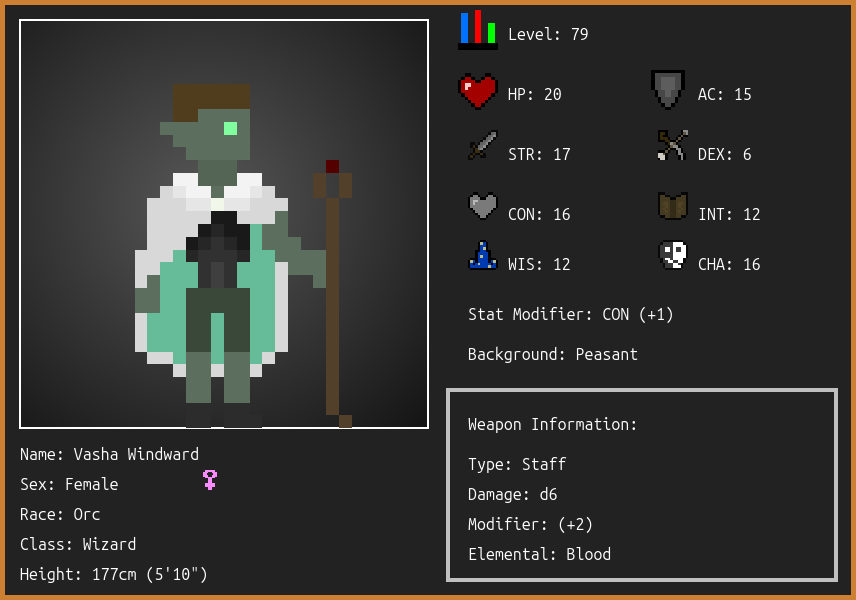 Level: 79
HP: 20
AC: 15
STR: 17
DEX: 6
CON: 16
INT: 12
WIS: 12
CHA: 16
Stat Modifier: CON (+1)
Background: Peasant
Weapon Information:
Type: Staff
Damage: d6
Modifier: (+2)
Elemental: Blood
Name: Vasha Windward
Sex: Female
Race: Orc
Class: Wizard
Height: 177cm (5'10")